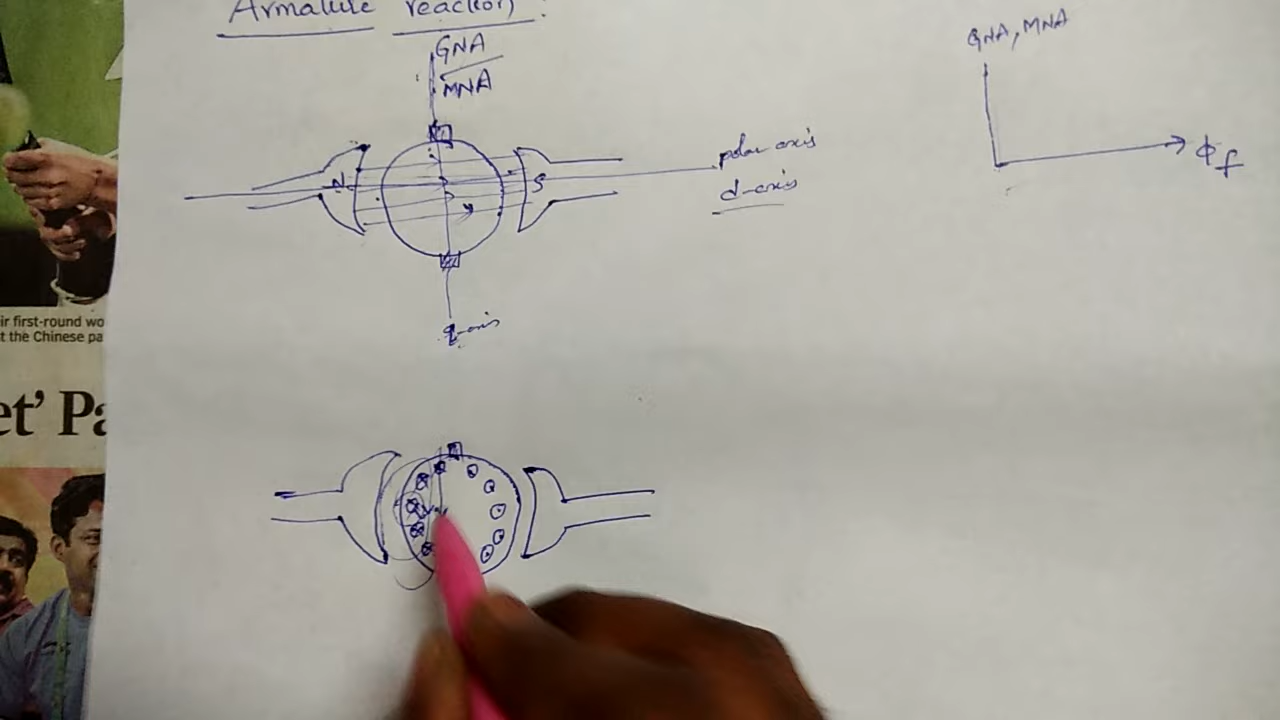 Armature reaction:
GNA
MNA
GNA, MNA
polar axis
ϕf
N
S
d-axis
q-axis
ir first-round wo
t the Chinese pa
et' Pa